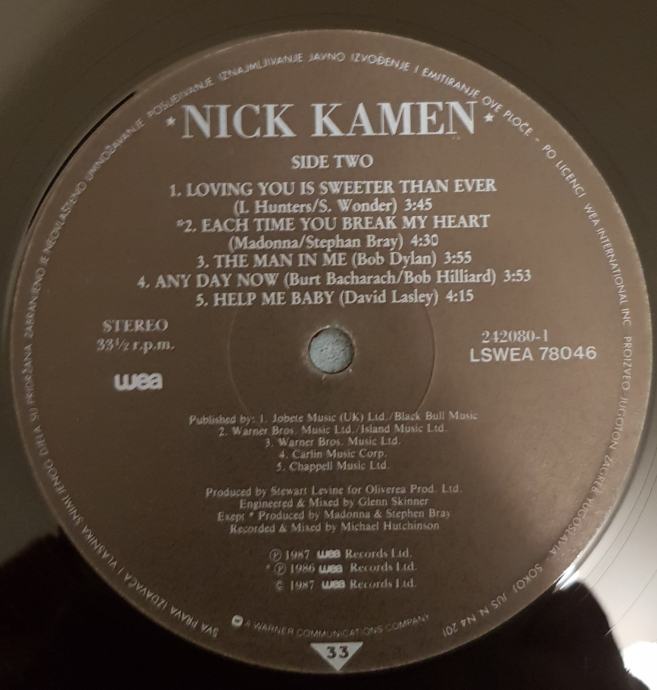 SVA PRAVA IZDAVAČA I VLASNIKA SNIMLJENOG DJELA SU PRIDRŽANA. ZABRANJENO JE NEOVLAŠTENO UMNOŽAVANJE, POSUĐIVANJE, IZNAJMLJIVANJE JAVNO IZVOĐENJE I EMITIRANJE OVE PLOČE - PO LICENCI WEA INTERNATIONAL INC PROIZVEO JUGOTON ZAGREB YUGOSLAVIA SOKOJ JUS N. N4 201
*NICK KAMEN*
SIDE TWO
1. LOVING YOU IS SWEETER THAN EVER
(I. Hunters/S. Wonder) 3:45
*2. EACH TIME YOU BREAK MY HEART
(Madonna/Stephan Bray) 4:30
3. THE MAN IN ME (Bob Dylan) 3:55
4. ANY DAY NOW (Burt Bacharach/Bob Hilliard) 3:53
5. HELP ME BABY (David Lasley) 4:15
STEREO
33½ r.p.m.
wea
242080-1
LSWEA 78046
Published by: 1. Jobete Music (UK) Ltd./Black Bull Music
2. Warner Bros. Music Ltd./Island Music Ltd.
3. Warner Bros. Music Ltd.
4. Carlin Music Corp.
5. Chappell Music Ltd.
Produced by Stewart Levine for Oliverea Prod. Ltd.
Engineered & Mixed by Glenn Skinner
Exept * Produced by Madonna & Stephen Bray
Recorded & Mixed by Michael Hutchinson
℗ 1987 wea Records Ltd.
* ℗ 1986 wea Records Ltd.
© 1987 wea Records Ltd.
A WARNER COMMUNICATIONS COMPANY
33